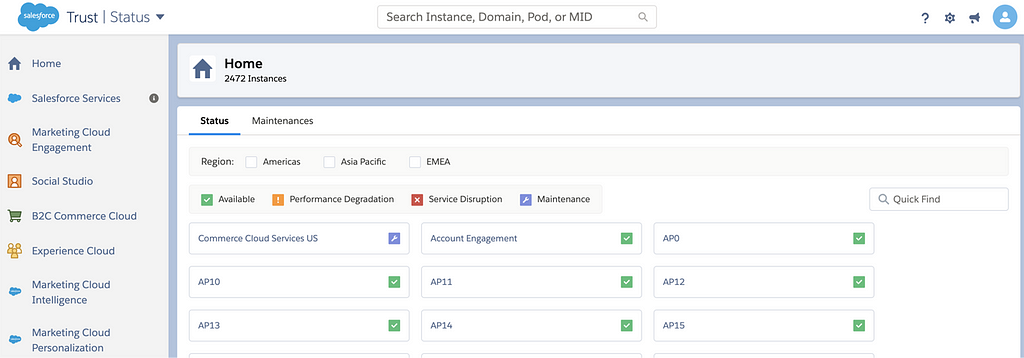 salesforce
Trust | Status
Search Instance, Domain, Pod, or MID
?
Home
Salesforce Services
Marketing Cloud
Engagement
Social Studio
B2C Commerce Cloud
Experience Cloud
Marketing Cloud
Intelligence
Marketing Cloud
Personalization
Home
2472 Instances
Status Maintenances
Region: Americas Asia Pacific EMEA
Available Performance Degradation Service Disruption Maintenance
Quick Find
Commerce Cloud Services US Account Engagement AP0
AP10 AP11 AP12
AP13 AP14 AP15